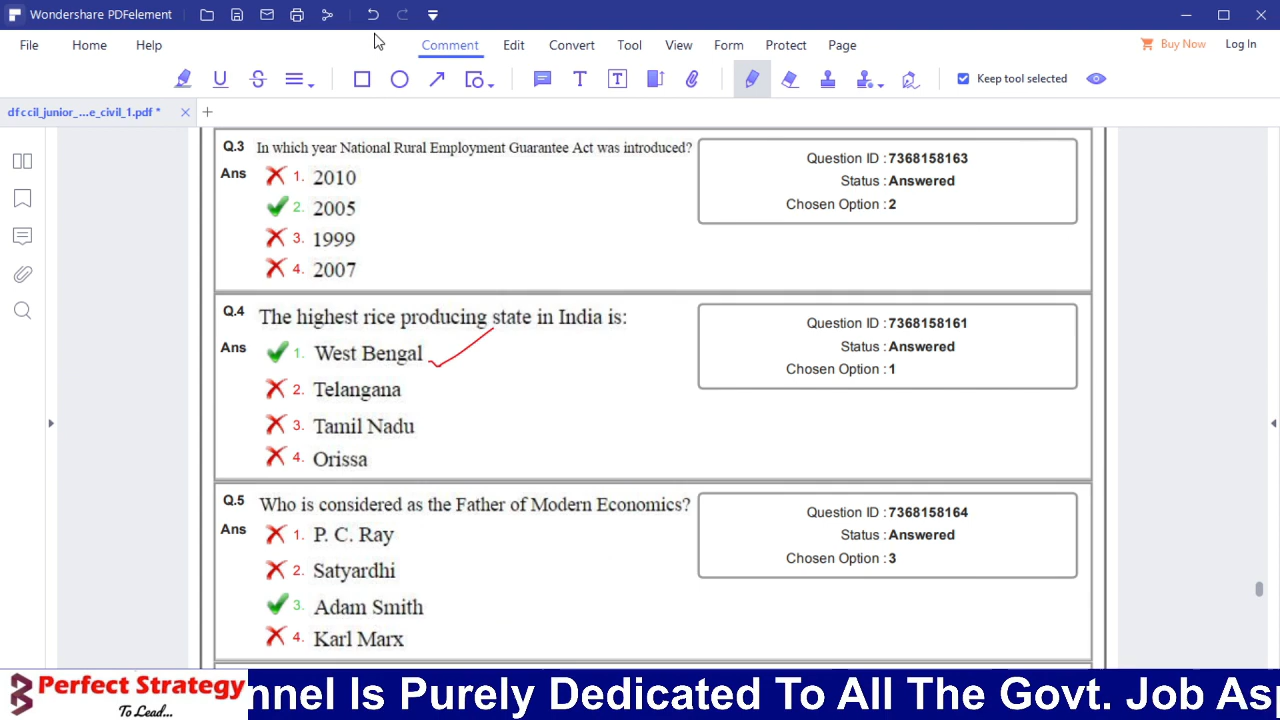 Wondershare PDFelement
File Home Help Comment Edit Convert Tool View Form Protect Page Buy Now Log In
Keep tool selected
dfccil_junior_...e_civil_1.pdf *
Q.3 In which year National Rural Employment Guarantee Act was introduced?
Ans 1. 2010
2. 2005
3. 1999
4. 2007
Question ID : 7368158163
Status : Answered
Chosen Option : 2
Q.4 The highest rice producing state in India is:
Ans 1. West Bengal
2. Telangana
3. Tamil Nadu
4. Orissa
Question ID : 7368158161
Status : Answered
Chosen Option : 1
Q.5 Who is considered as the Father of Modern Economics?
Ans 1. P. C. Ray
2. Satyardhi
3. Adam Smith
4. Karl Marx
Question ID : 7368158164
Status : Answered
Chosen Option : 3
Perfect Strategy
To Lead...
nnel Is Purely Dedicated To All The Govt. Job As